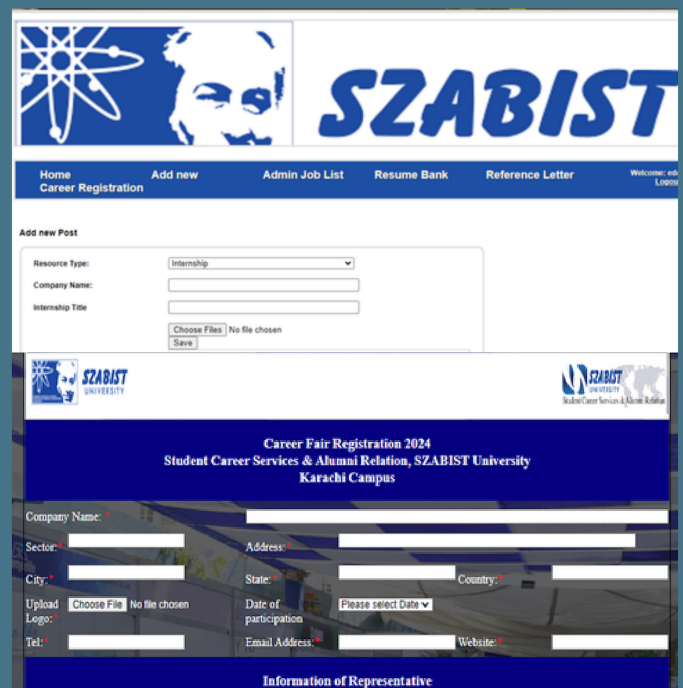 SZABIST
Home Add new Admin Job List Resume Bank Reference Letter Welcome:
Career Registration
Add new Post
Resource Type: Internship
Company Name:
Internship Title
Choose Files No file chosen
Save
SZABIST
UNIVERSITY
SZABIST
UNIVERSITY
Student Career Services & Alumni Relation
Career Fair Registration 2024
Student Career Services & Alumni Relation, SZABIST University
Karachi Campus
Company Name: *
Sector:* Address:*
City:* State:* Country:*
Upload Logo:* Choose File No file chosen Date of participation Please select Date
Tel:* Email Address:* Website:*
Information of Representative